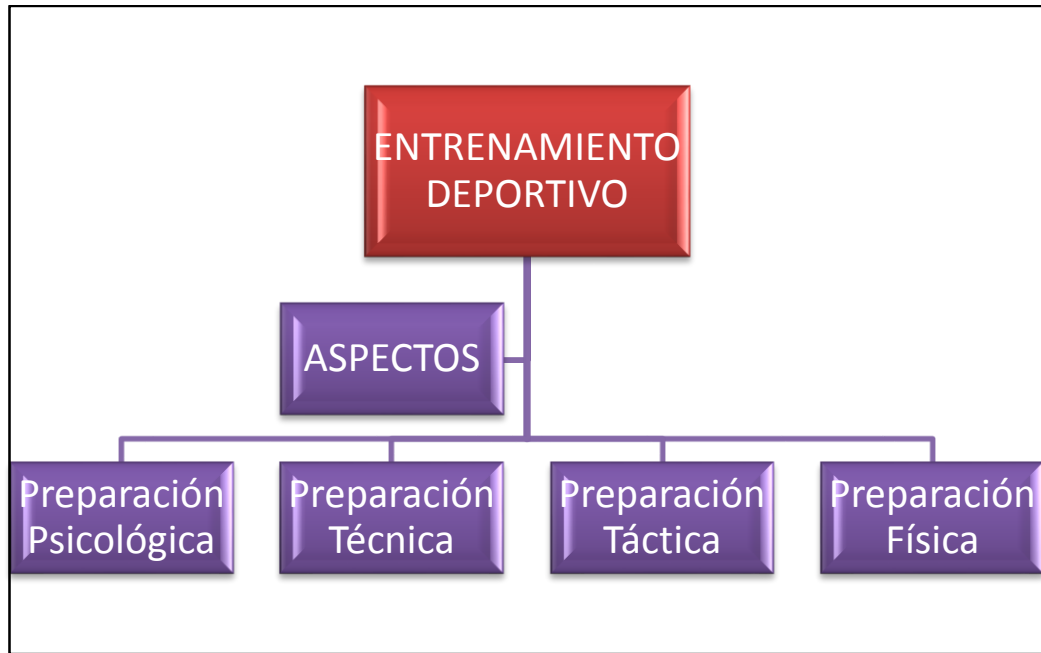 ENTRENAMIENTO
DEPORTIVO
ASPECTOS
Preparación
Psicológica
Preparación
Técnica
Preparación
Táctica
Preparación
Física